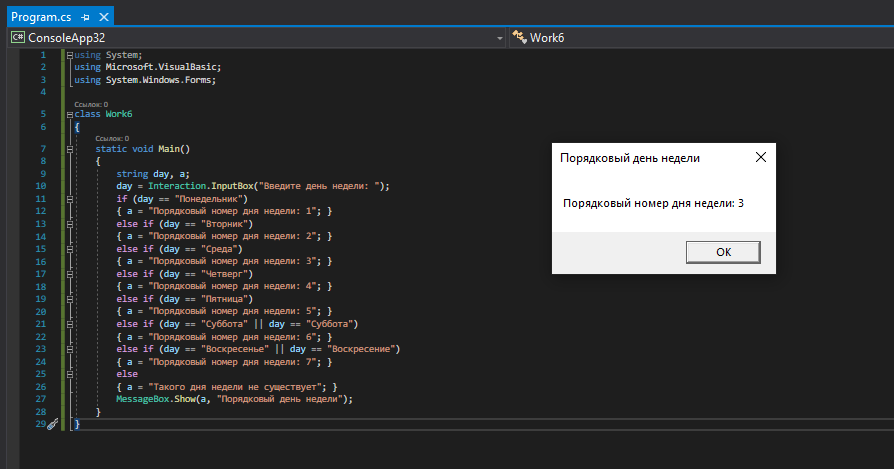 Program.cs
ConsoleApp32
Work6
1 using System;
2 using Microsoft.VisualBasic;
3 using System.Windows.Forms;
4
Ссылок: 0
5 class Work6
6 {
Ссылок: 0
7 static void Main()
8 {
9 string day, a;
10 day = Interaction.InputBox("Введите день недели: ");
11 if (day == "Понедельник")
12 { a = "Порядковый номер дня недели: 1"; }
13 else if (day == "Вторник")
14 { a = "Порядковый номер дня недели: 2"; }
15 else if (day == "Среда")
16 { a = "Порядковый номер дня недели: 3"; }
17 else if (day == "Четверг")
18 { a = "Порядковый номер дня недели: 4"; }
19 else if (day == "Пятница")
20 { a = "Порядковый номер дня недели: 5"; }
21 else if (day == "Суббота" || day == "Суббота")
22 { a = "Порядковый номер дня недели: 6"; }
23 else if (day == "Воскресенье" || day == "Воскресение")
24 { a = "Порядковый номер дня недели: 7"; }
25 else
26 { a = "Такого дня недели не существует"; }
27 MessageBox.Show(a, "Порядковый день недели");
28 }
29 }
Порядковый день недели
Порядковый номер дня недели: 3
OK